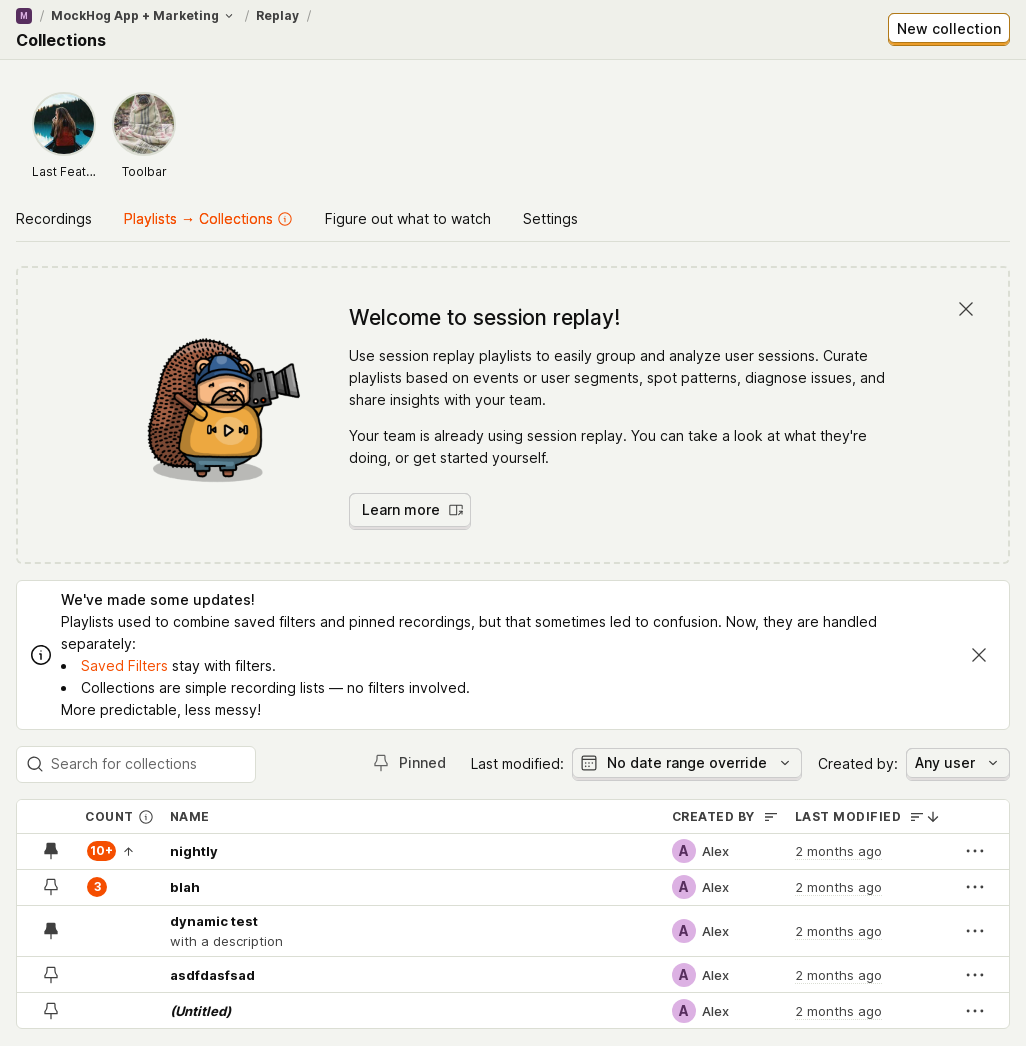 M / MockHog App + Marketing / Replay /
Collections
New collection
Last Feat...
Toolbar
Recordings
Playlists → Collections
Figure out what to watch
Settings
Welcome to session replay!
Use session replay playlists to easily group and analyze user sessions. Curate
playlists based on events or user segments, spot patterns, diagnose issues, and
share insights with your team.
Your team is already using session replay. You can take a look at what they're
doing, or get started yourself.
Learn more
We've made some updates!
Playlists used to combine saved filters and pinned recordings, but that sometimes led to confusion. Now, they are handled
separately:
• Saved Filters stay with filters.
• Collections are simple recording lists — no filters involved.
More predictable, less messy!
Search for collections
Pinned
Last modified:
No date range override
Created by:
Any user
COUNT NAME CREATED BY LAST MODIFIED
10+ nightly A Alex 2 months ago
3 blah A Alex 2 months ago
dynamic test
with a description
A Alex 2 months ago
asdfdasfsad A Alex 2 months ago
(Untitled) A Alex 2 months ago